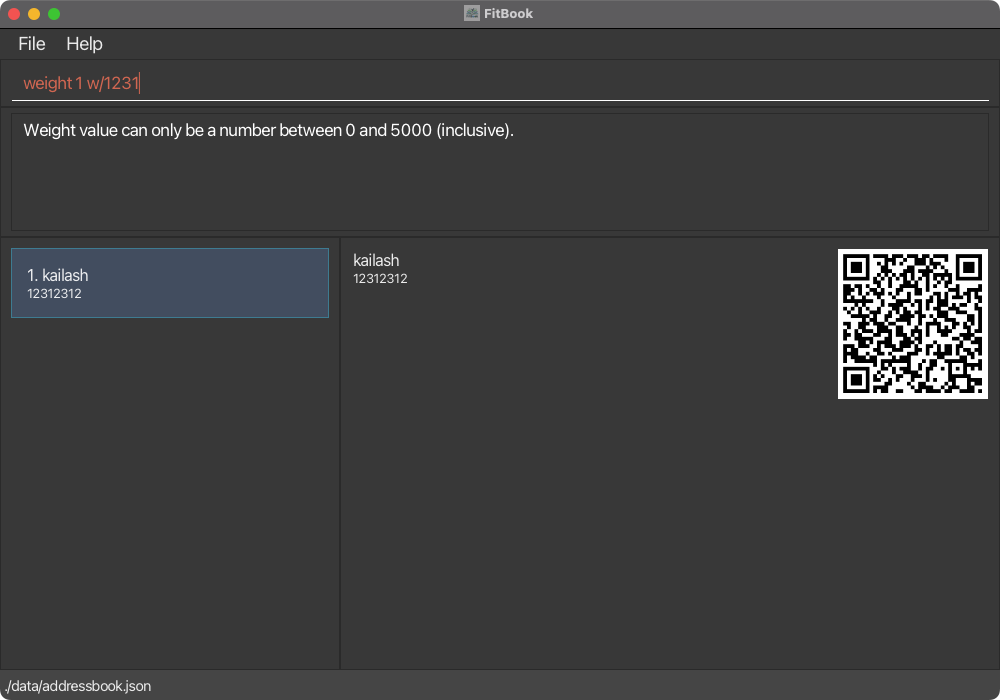 FitBook
File Help
weight 1 w/1231
Weight value can only be a number between 0 and 5000 (inclusive).
1. kailash
12312312
kailash
12312312
./data/addressbook.json